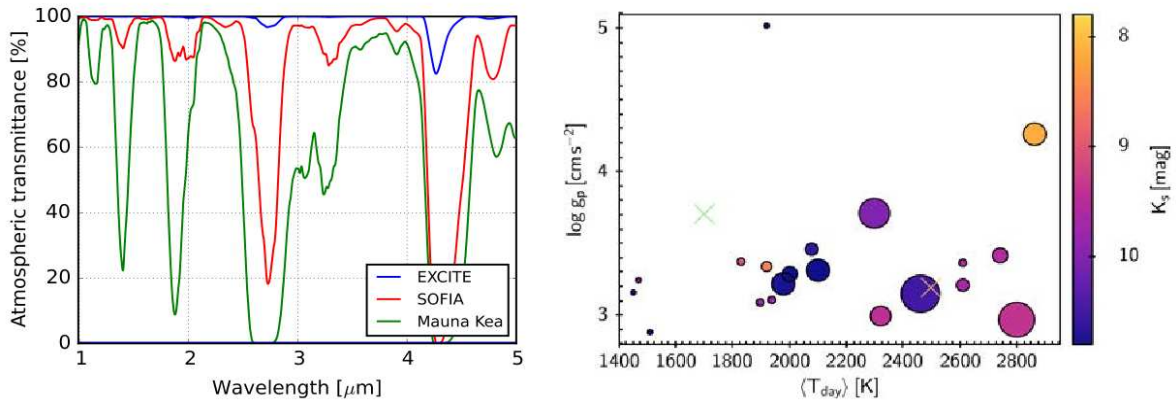 100
80
60
40
20
0
Atmospheric transmittance [%]
EXCITE
SOFIA
Mauna Kea
1
2
3
4
5
Wavelength [μm]
5
4
3
log g_p [cm s⁻²]
1400 1600 1800 2000 2200 2400 2600 2800
⟨T_day⟩ [K]
8
9
10
K_s [mag]